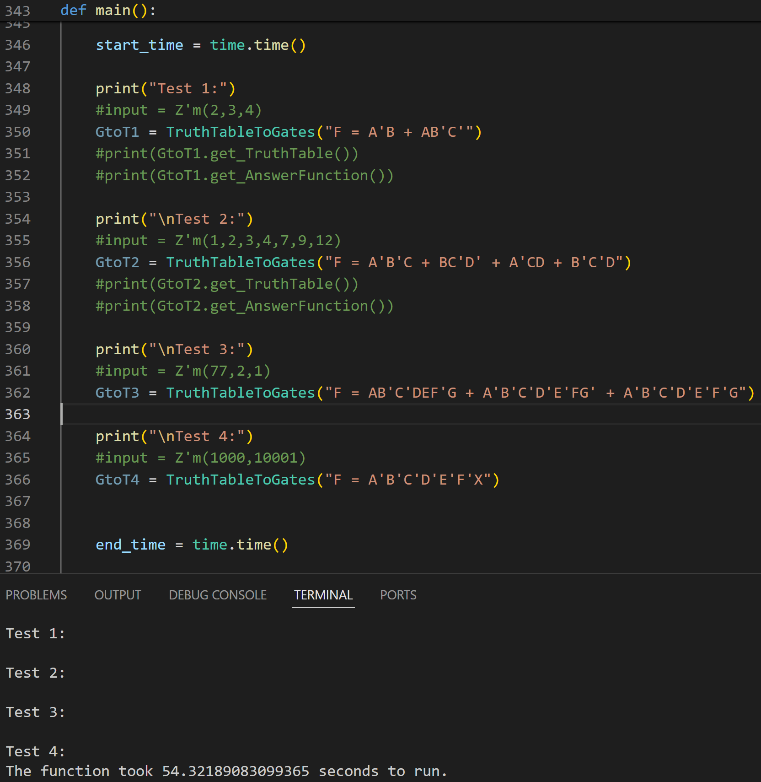 343 def main():
345
346 start_time = time.time()
347
348 print("Test 1:")
349 #input = Z'm(2,3,4)
350 GtoT1 = TruthTableToGates("F = A'B + AB'C'")
351 #print(GtoT1.get_TruthTable())
352 #print(GtoT1.get_AnswerFunction())
353
354 print("\nTest 2:")
355 #input = Z'm(1,2,3,4,7,9,12)
356 GtoT2 = TruthTableToGates("F = A'B'C + BC'D' + A'CD + B'C'D")
357 #print(GtoT2.get_TruthTable())
358 #print(GtoT2.get_AnswerFunction())
359
360 print("\nTest 3:")
361 #input = Z'm(77,2,1)
362 GtoT3 = TruthTableToGates("F = AB'C'DEF'G + A'B'C'D'E'FG' + A'B'C'D'E'F'G")
363
364 print("\nTest 4:")
365 #input = Z'm(1000,10001)
366 GtoT4 = TruthTableToGates("F = A'B'C'D'E'F'X")
367
368
369 end_time = time.time()
370
PROBLEMS OUTPUT DEBUG CONSOLE TERMINAL PORTS
Test 1:
Test 2:
Test 3:
Test 4:
The function took 54.32189083099365 seconds to run.